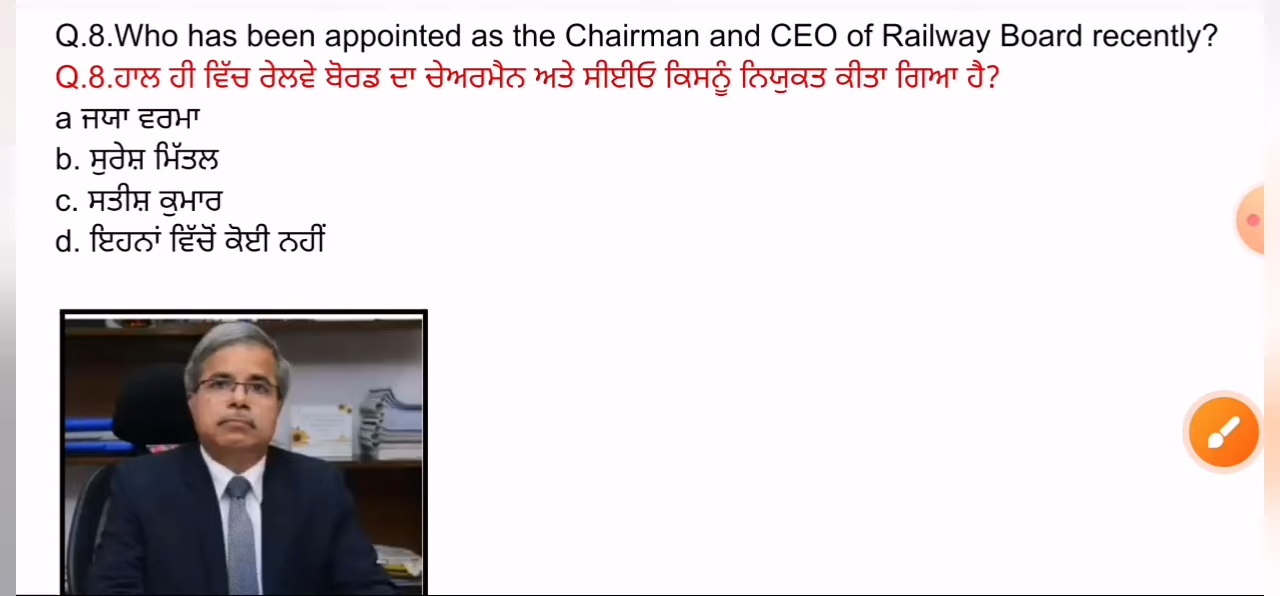 Q.8.Who has been appointed as the Chairman and CEO of Railway Board recently?
Q.8.ਹਾਲ ਹੀ ਵਿੱਚ ਰੇਲਵੇ ਬੋਰਡ ਦਾ ਚੇਅਰਮੈਨ ਅਤੇ ਸੀਈਓ ਕਿਸਨੂੰ ਨਿਯੁਕਤ ਕੀਤਾ ਗਿਆ ਹੈ?
a ਜਯਾ ਵਰਮਾ
b. ਸੁਰੇਸ਼ ਮਿੱਤਲ
c. ਸਤੀਸ਼ ਕੁਮਾਰ
d. ਇਹਨਾਂ ਵਿੱਚੋਂ ਕੋਈ ਨਹੀਂ